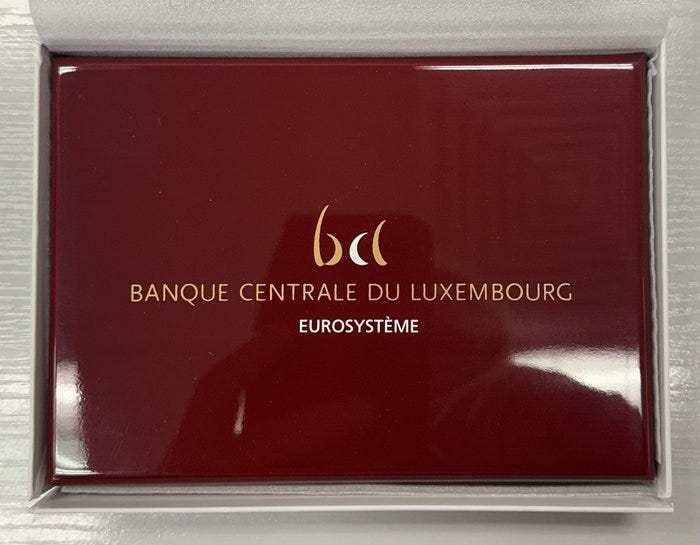 bcl
BANQUE CENTRALE DU LUXEMBOURG
EUROSYSTÈME